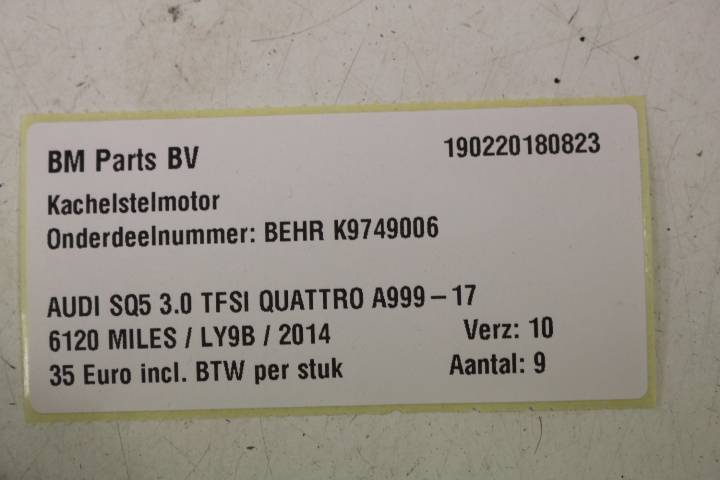 BM Parts BV 190220180823
Kachelstelmotor
Onderdeelnummer: BEHR K9749006
AUDI SQ5 3.0 TFSI QUATTRO A999 – 17
6120 MILES / LY9B / 2014 Verz: 10
35 Euro incl. BTW per stuk Aantal: 9